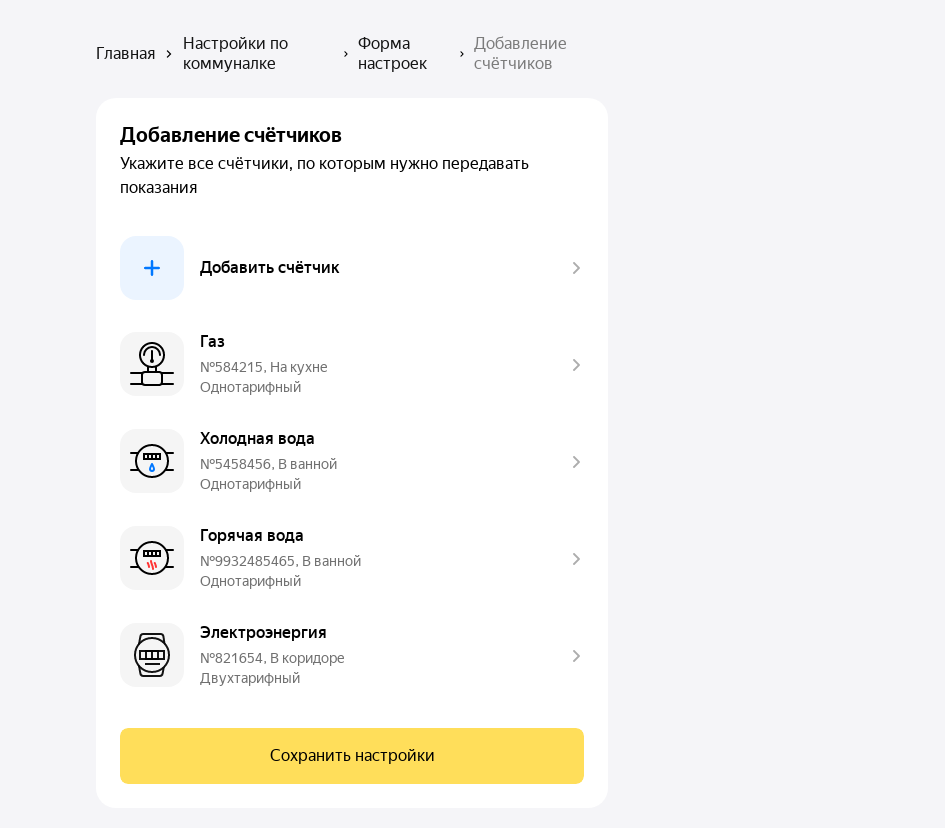 Главная
Настройки по
коммуналке
Форма
настроек
Добавление
счётчиков
Добавление счётчиков
Укажите все счётчики, по которым нужно передавать
показания
Добавить счётчик
Газ
№584215, На кухне
Однотарифный
Холодная вода
№5458456, В ванной
Однотарифный
Горячая вода
№9932485465, В ванной
Однотарифный
Электроэнергия
№821654, В коридоре
Двухтарифный
Сохранить настройки